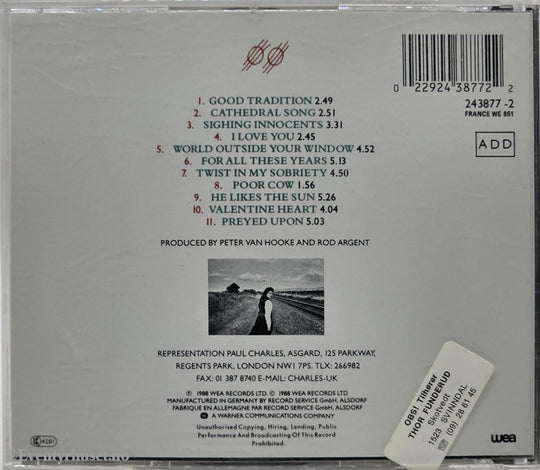 1. GOOD TRADITION 2.49
2. CATHEDRAL SONG 2.51
3. SIGHING INNOCENTS 3.31
4. I LOVE YOU 2.45
5. WORLD OUTSIDE YOUR WINDOW 4.52
6. FOR ALL THESE YEARS 5.13
7. TWIST IN MY SOBRIETY 4.50
8. POOR COW 1.56
9. HE LIKES THE SUN 5.26
10. VALENTINE HEART 4.04
11. PREYED UPON 5.03
0 22924 38772 2
243877 -2
FRANCE WE 851
ADD
PRODUCED BY PETER VAN HOOKE AND ROD ARGENT
REPRESENTATION PAUL CHARLES, ASGARD, 125 PARKWAY,
REGENTS PARK, LONDON NW1 7PS. TLX: 266982
FAX: 01 387 8740 E-MAIL: CHARLES-UK
℗ 1988 WEA RECORDS LTD. © 1988 WEA RECORDS LTD
MANUFACTURED IN GERMANY BY RECORD SERVICE GmbH, ALSDORF
FABRIQUE EN ALLEMAGNE PAR RECORD SERVICE GmbH, ALSDORF
A WARNER COMMUNICATIONS COMPANY
Unauthorised Copying, Hiring, Lending, Public
Performance And Broadcasting Of This Record
Prohibited.
OBS! Tilhører
THOR FUNDERUD
Skotvedt
1523 SVINNDAL
☎ (09) 28 61 45
wea